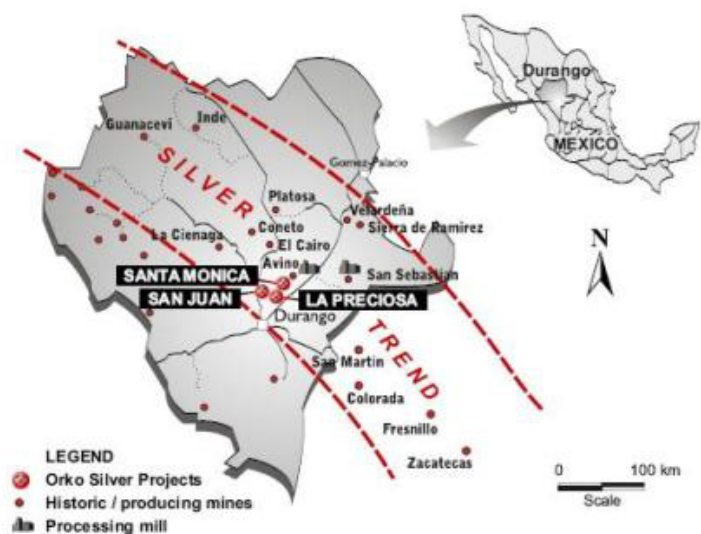 Durango
MEXICO
Inde
Guanacevi
Gomez-Palacio
SILVER
Platosa
Velardeña
Sierra de Ramirez
La Cienaga
Coneto
El Cairo
Avino
San Sebastian
SANTA MONICA
SAN JUAN
LA PRECIOSA
Durango
TREND
San Martin
Colorada
Fresnillo
Zacatecas
N
LEGEND
Orko Silver Projects
Historic / producing mines
Processing mill
0 100 km
Scale